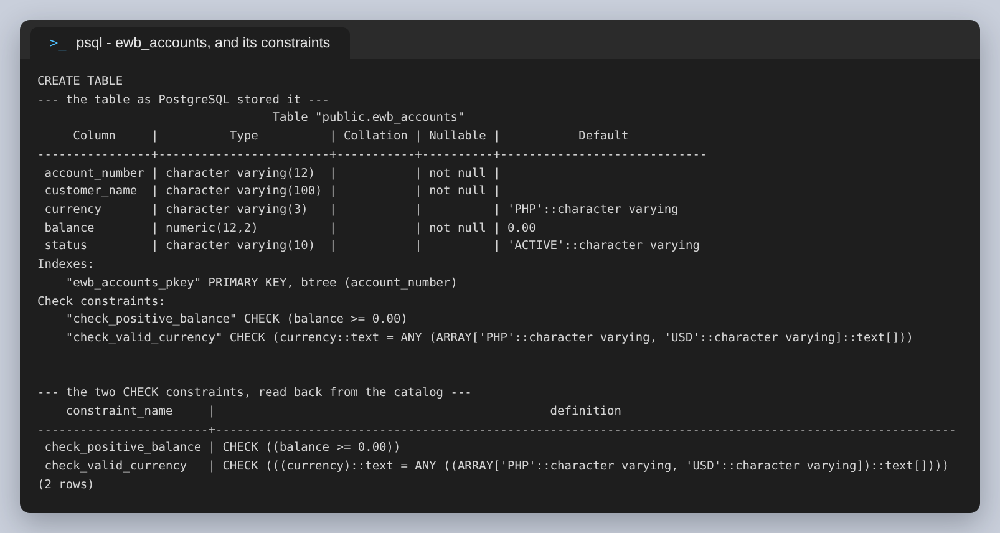 >_ psql - ewb_accounts, and its constraints
CREATE TABLE
--- the table as PostgreSQL stored it ---
                                 Table "public.ewb_accounts"
     Column     |          Type          | Collation | Nullable |           Default
----------------+------------------------+-----------+----------+-----------------------------
 account_number | character varying(12)  |           | not null |
 customer_name  | character varying(100) |           | not null |
 currency       | character varying(3)   |           |          | 'PHP'::character varying
 balance        | numeric(12,2)          |           | not null | 0.00
 status         | character varying(10)  |           |          | 'ACTIVE'::character varying
Indexes:
    "ewb_accounts_pkey" PRIMARY KEY, btree (account_number)
Check constraints:
    "check_positive_balance" CHECK (balance >= 0.00)
    "check_valid_currency" CHECK (currency::text = ANY (ARRAY['PHP'::character varying, 'USD'::character varying]::text[]))
--- the two CHECK constraints, read back from the catalog ---
    constraint_name     |                                               definition
------------------------+--------------------------------------------------------------------------------------------------------
 check_positive_balance | CHECK ((balance >= 0.00))
 check_valid_currency   | CHECK (((currency)::text = ANY ((ARRAY['PHP'::character varying, 'USD'::character varying])::text[])))
(2 rows)